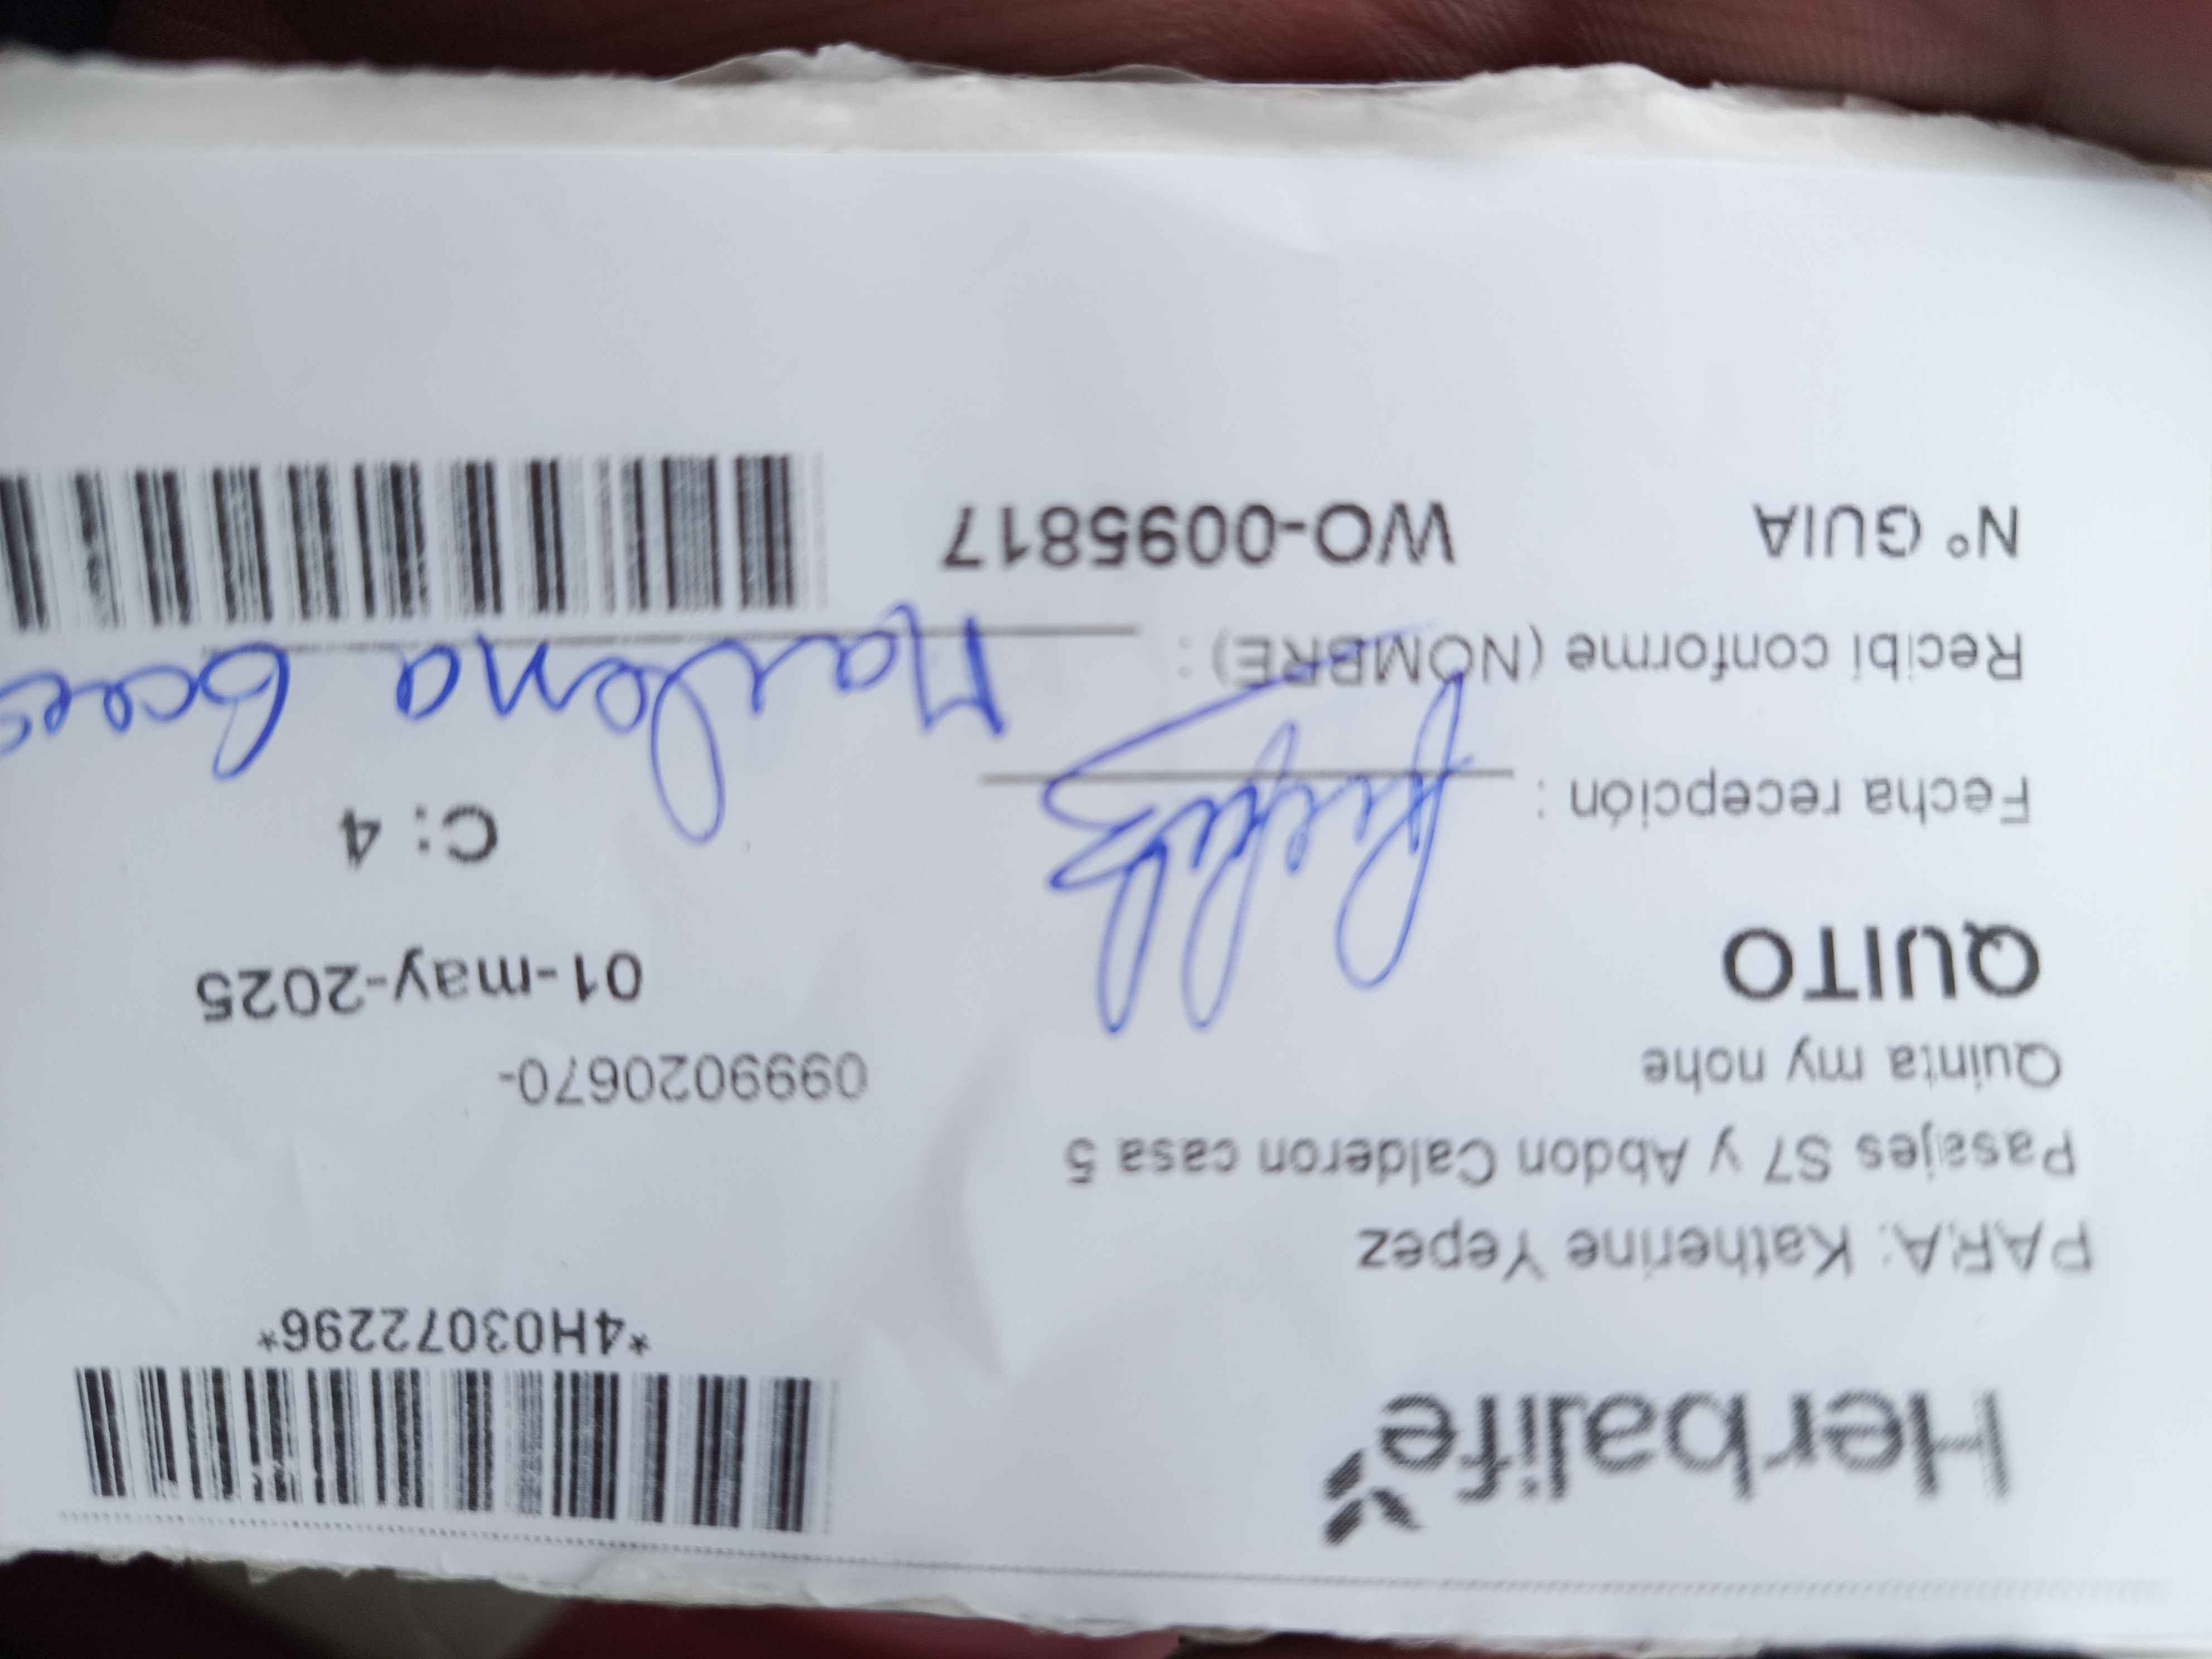 Herbalife
*4H03072296*
PARA: Katherine Yepez
Pasajes S7 y Abdon Calderon casa 5
Quinta my nohe
0999020670-
QUITO
01-may-2025
C: 4
Fecha recepción :
Recibi conforme (NOMBRE) :
N° GUIA WO-0095817